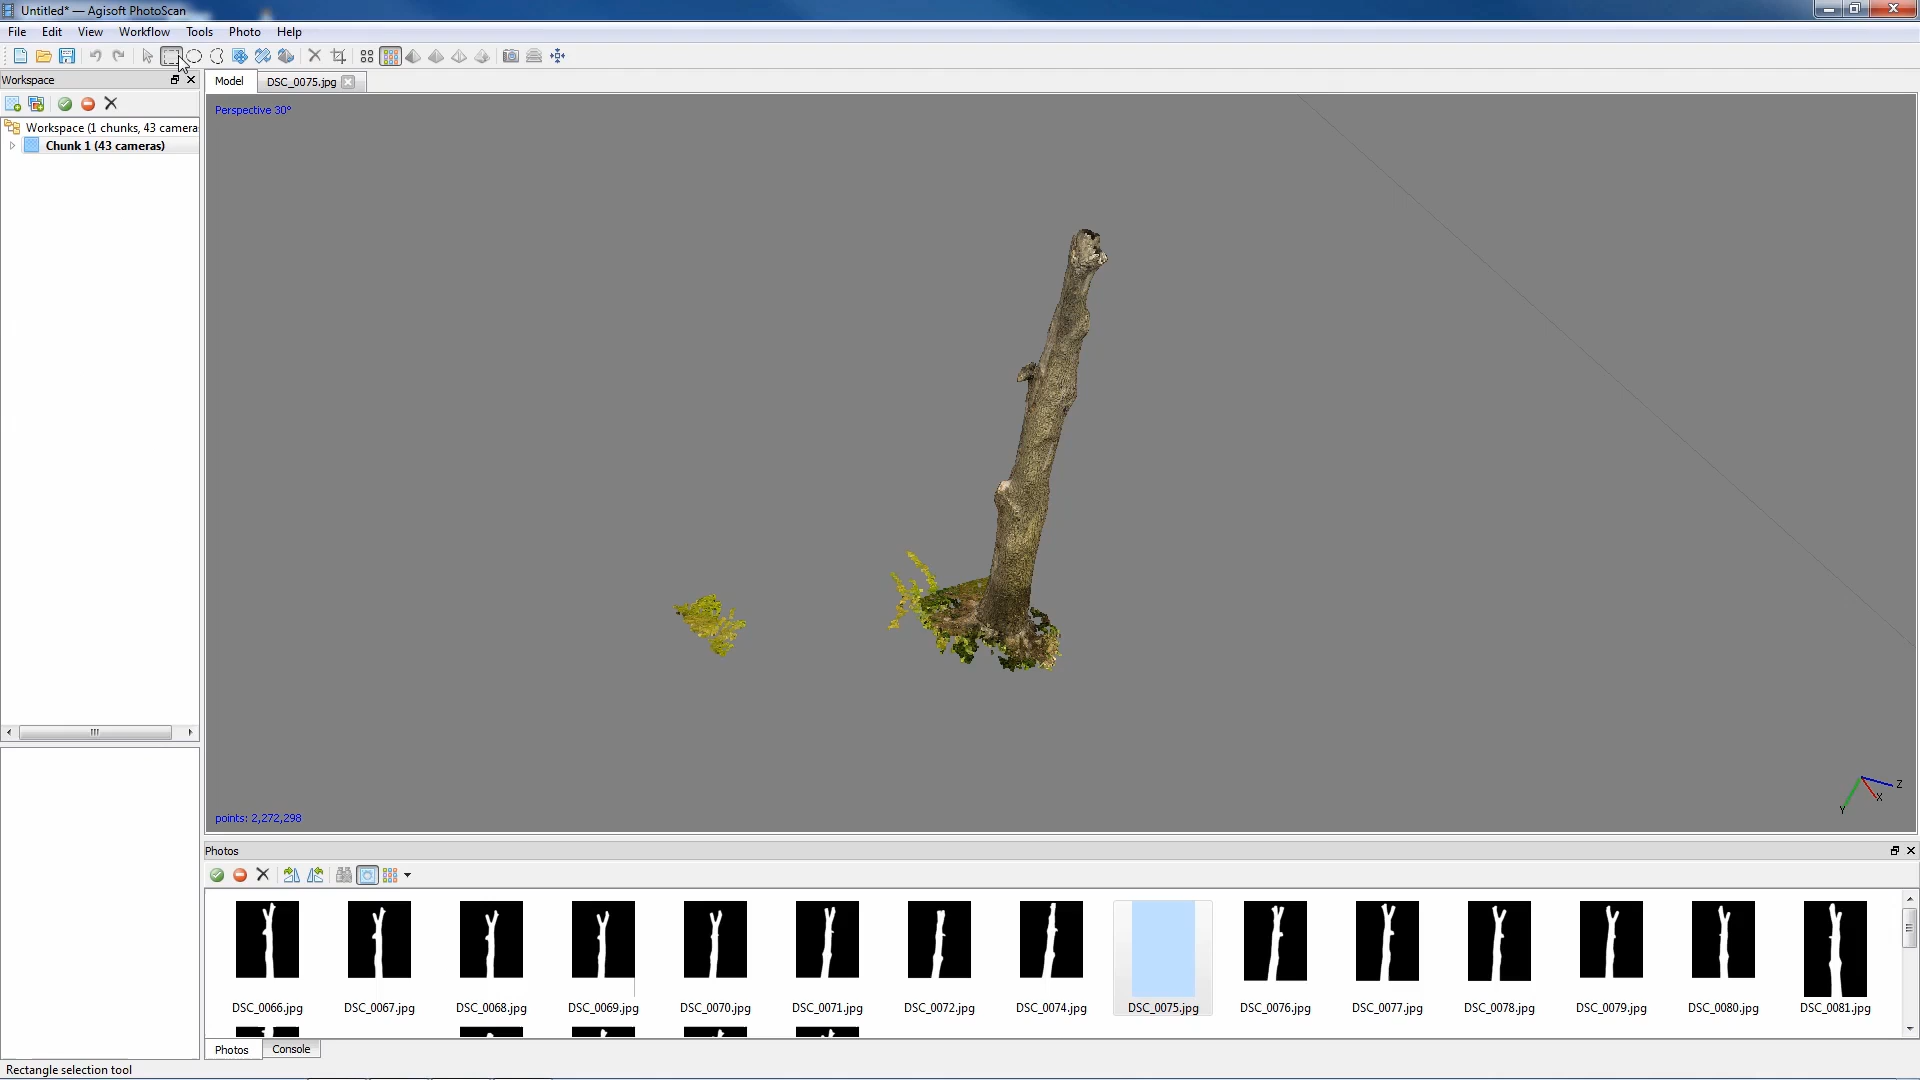 Untitled* — Agisoft PhotoScan
File Edit View Workflow Tools Photo Help
Workspace
Model DSC_0075.jpg
Perspective 30°
Workspace (1 chunks, 43 camera
Chunk 1 (43 cameras)
Z
X
Y
points: 2,272,298
Photos
DSC_0066.jpg DSC_0067.jpg DSC_0068.jpg DSC_0069.jpg DSC_0070.jpg DSC_0071.jpg DSC_0072.jpg DSC_0074.jpg DSC_0075.jpg DSC_0076.jpg DSC_0077.jpg DSC_0078.jpg DSC_0079.jpg DSC_0080.jpg DSC_0081.jpg
Photos Console
Rectangle selection tool